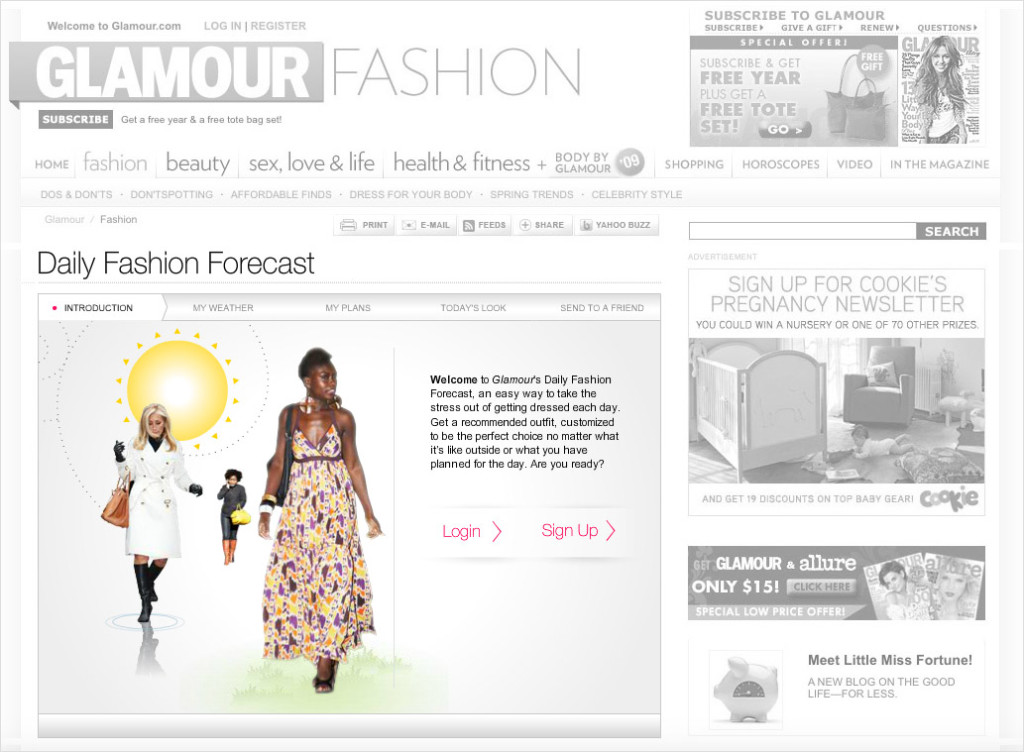 Welcome to Glamour.com LOG IN | REGISTER
GLAMOUR FASHION
SUBSCRIBE Get a free year & a free tote bag set!
SUBSCRIBE TO GLAMOUR
SUBSCRIBE GIVE A GIFT RENEW QUESTIONS
SPECIAL OFFER!
SUBSCRIBE & GET
FREE YEAR
PLUS GET A
FREE TOTE
SET!
GO >
FREE
GIFT
GLAMOUR
HOME fashion beauty sex, love & life health & fitness + BODY BY GLAMOUR '09 SHOPPING HOROSCOPES VIDEO IN THE MAGAZINE
DOS & DON'TS · DON'TSPOTTING · AFFORDABLE FINDS · DRESS FOR YOUR BODY · SPRING TRENDS · CELEBRITY STYLE
Glamour / Fashion
PRINT E-MAIL FEEDS SHARE YAHOO BUZZ
SEARCH
Daily Fashion Forecast
INTRODUCTION MY WEATHER MY PLANS TODAY'S LOOK SEND TO A FRIEND
Welcome to Glamour's Daily Fashion
Forecast, an easy way to take the
stress out of getting dressed each day.
Get a recommended outfit, customized
to be the perfect choice no matter what
it's like outside or what you have
planned for the day. Are you ready?
Login Sign Up
ADVERTISEMENT
SIGN UP FOR COOKIE'S
PREGNANCY NEWSLETTER
YOU COULD WIN A NURSERY OR ONE OF 70 OTHER PRIZES.
AND GET 19 DISCOUNTS ON TOP BABY GEAR! cookie
GET GLAMOUR & allure
ONLY $15! CLICK HERE
SPECIAL LOW PRICE OFFER!
allure
Meet Little Miss Fortune!
A NEW BLOG ON THE GOOD
LIFE—FOR LESS.